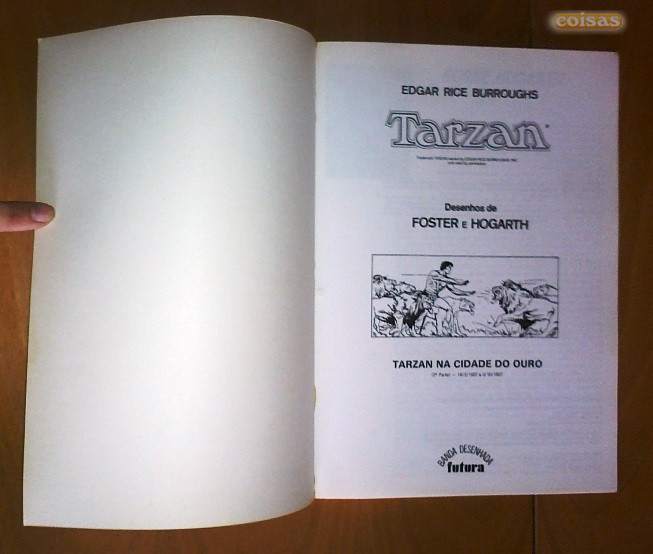 coisas
EDGAR RICE BURROUGHS
Tarzan
Desenhos de
FOSTER E HOGARTH
TARZAN NA CIDADE DO OURO
BANDA DESENHADA
futura